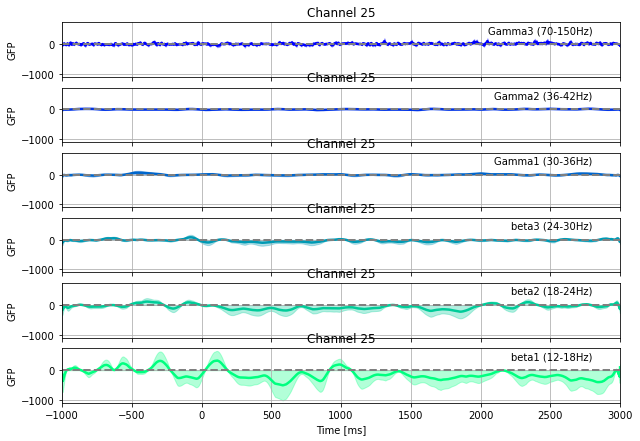 Channel 25
Gamma3 (70-150Hz)
GFP
0
−1000
Channel 25
Gamma2 (36-42Hz)
GFP
0
−1000
Channel 25
Gamma1 (30-36Hz)
GFP
0
−1000
Channel 25
beta3 (24-30Hz)
GFP
0
−1000
Channel 25
beta2 (18-24Hz)
GFP
0
−1000
Channel 25
beta1 (12-18Hz)
GFP
0
−1000
−1000 −500 0 500 1000 1500 2000 2500 3000
Time [ms]